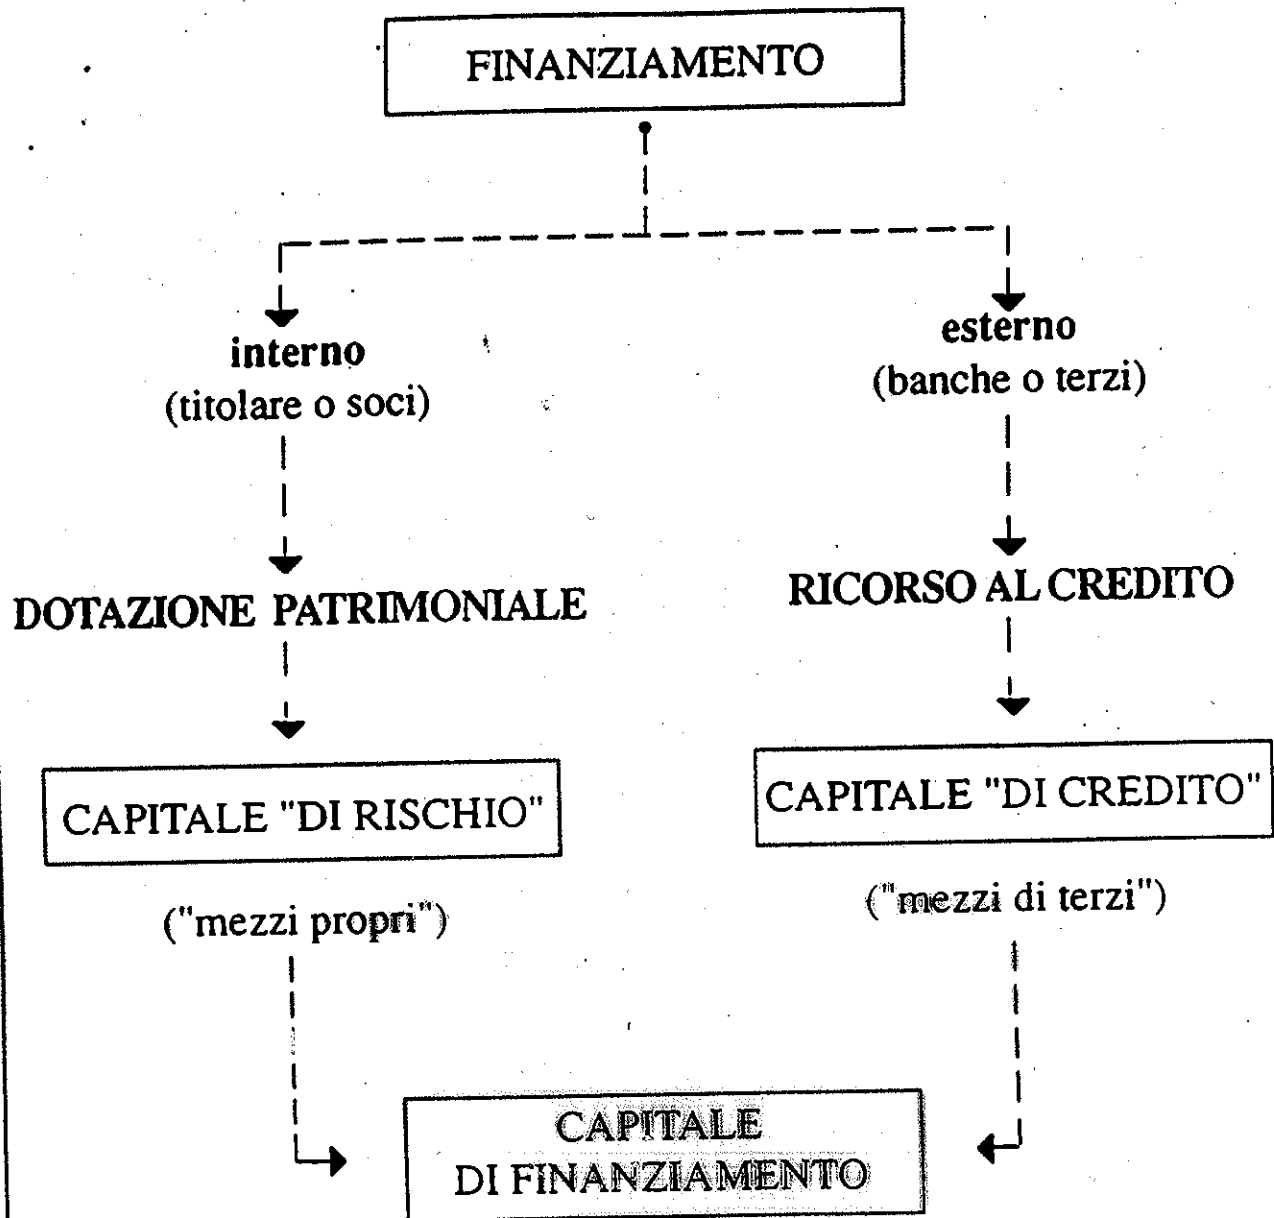 FINANZIAMENTO
interno
(titolare o soci)
esterno
(banche o terzi)
DOTAZIONE PATRIMONIALE
RICORSO AL CREDITO
CAPITALE "DI RISCHIO"
CAPITALE "DI CREDITO"
("mezzi propri")
("mezzi di terzi")
CAPITALE
DI FINANZIAMENTO